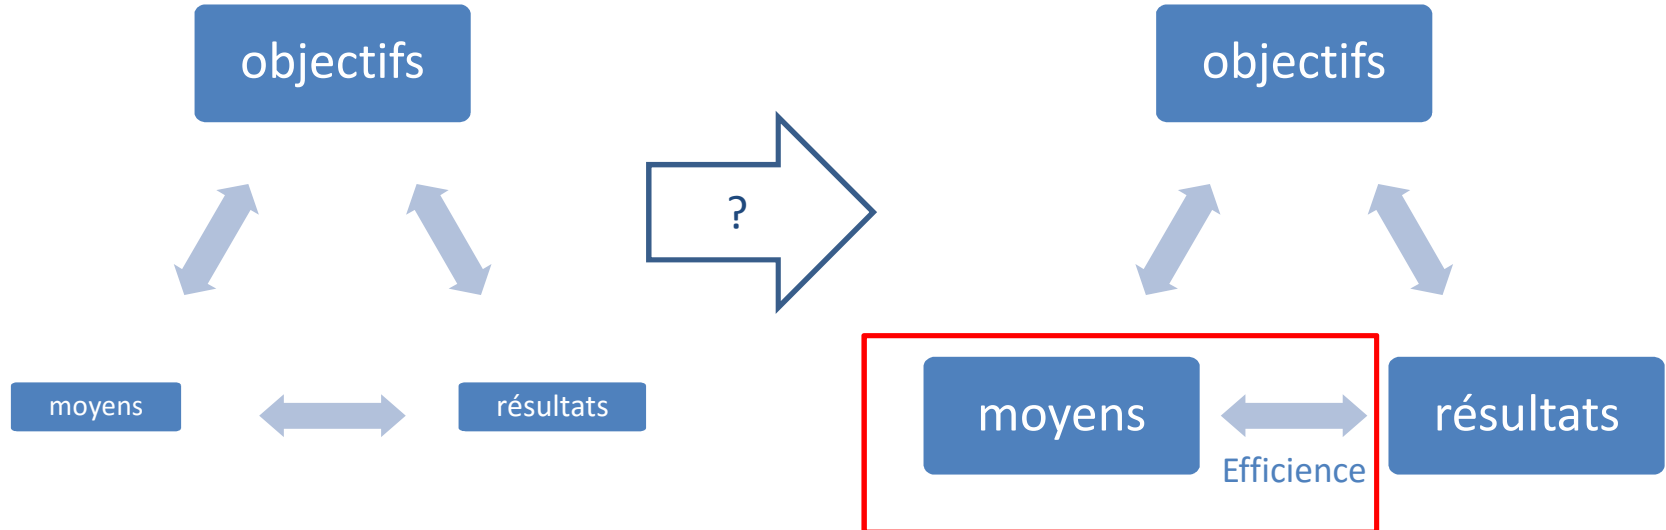 objectifs
moyens
résultats
?
objectifs
moyens
Efficience
résultats